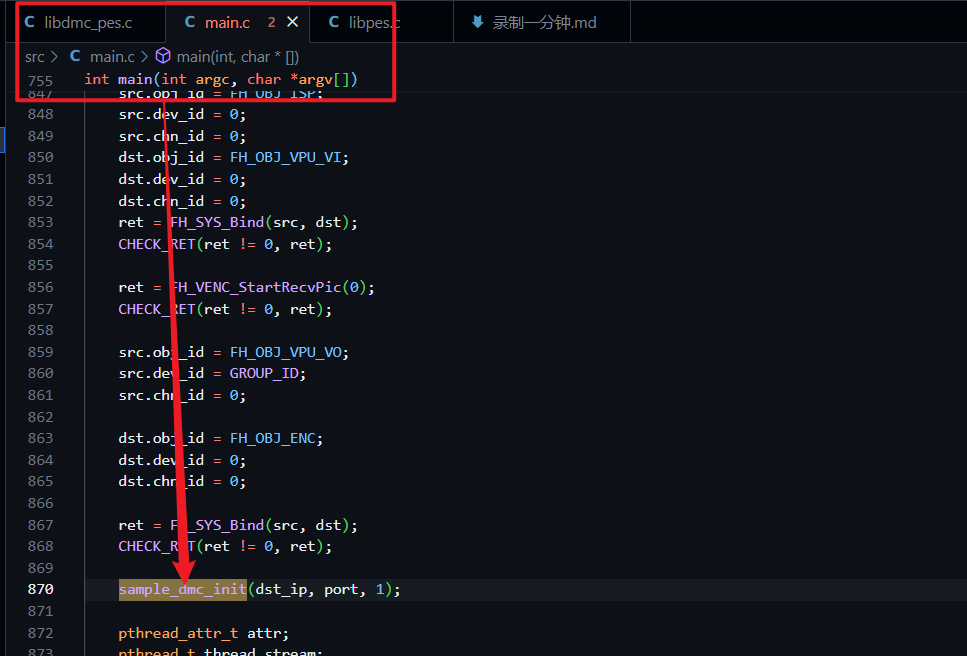 libdmc_pes.c
main.c 2
libpes.c
录制一分钟.md
src > main.c > main(int, char * [])
755 int main(int argc, char *argv[])
847 src.obj_id = FH_OBJ_ISP;
848 src.dev_id = 0;
849 src.chn_id = 0;
850 dst.obj_id = FH_OBJ_VPU_VI;
851 dst.dev_id = 0;
852 dst.chn_id = 0;
853 ret = FH_SYS_Bind(src, dst);
854 CHECK_RET(ret != 0, ret);
855
856 ret = FH_VENC_StartRecvPic(0);
857 CHECK_RET(ret != 0, ret);
858
859 src.obj_id = FH_OBJ_VPU_VO;
860 src.dev_id = GROUP_ID;
861 src.chn_id = 0;
862
863 dst.obj_id = FH_OBJ_ENC;
864 dst.dev_id = 0;
865 dst.chn_id = 0;
866
867 ret = FH_SYS_Bind(src, dst);
868 CHECK_RET(ret != 0, ret);
869
870 sample_dmc_init(dst_ip, port, 1);
871
872 pthread_attr_t attr;
873 pthread_t thread_stream;